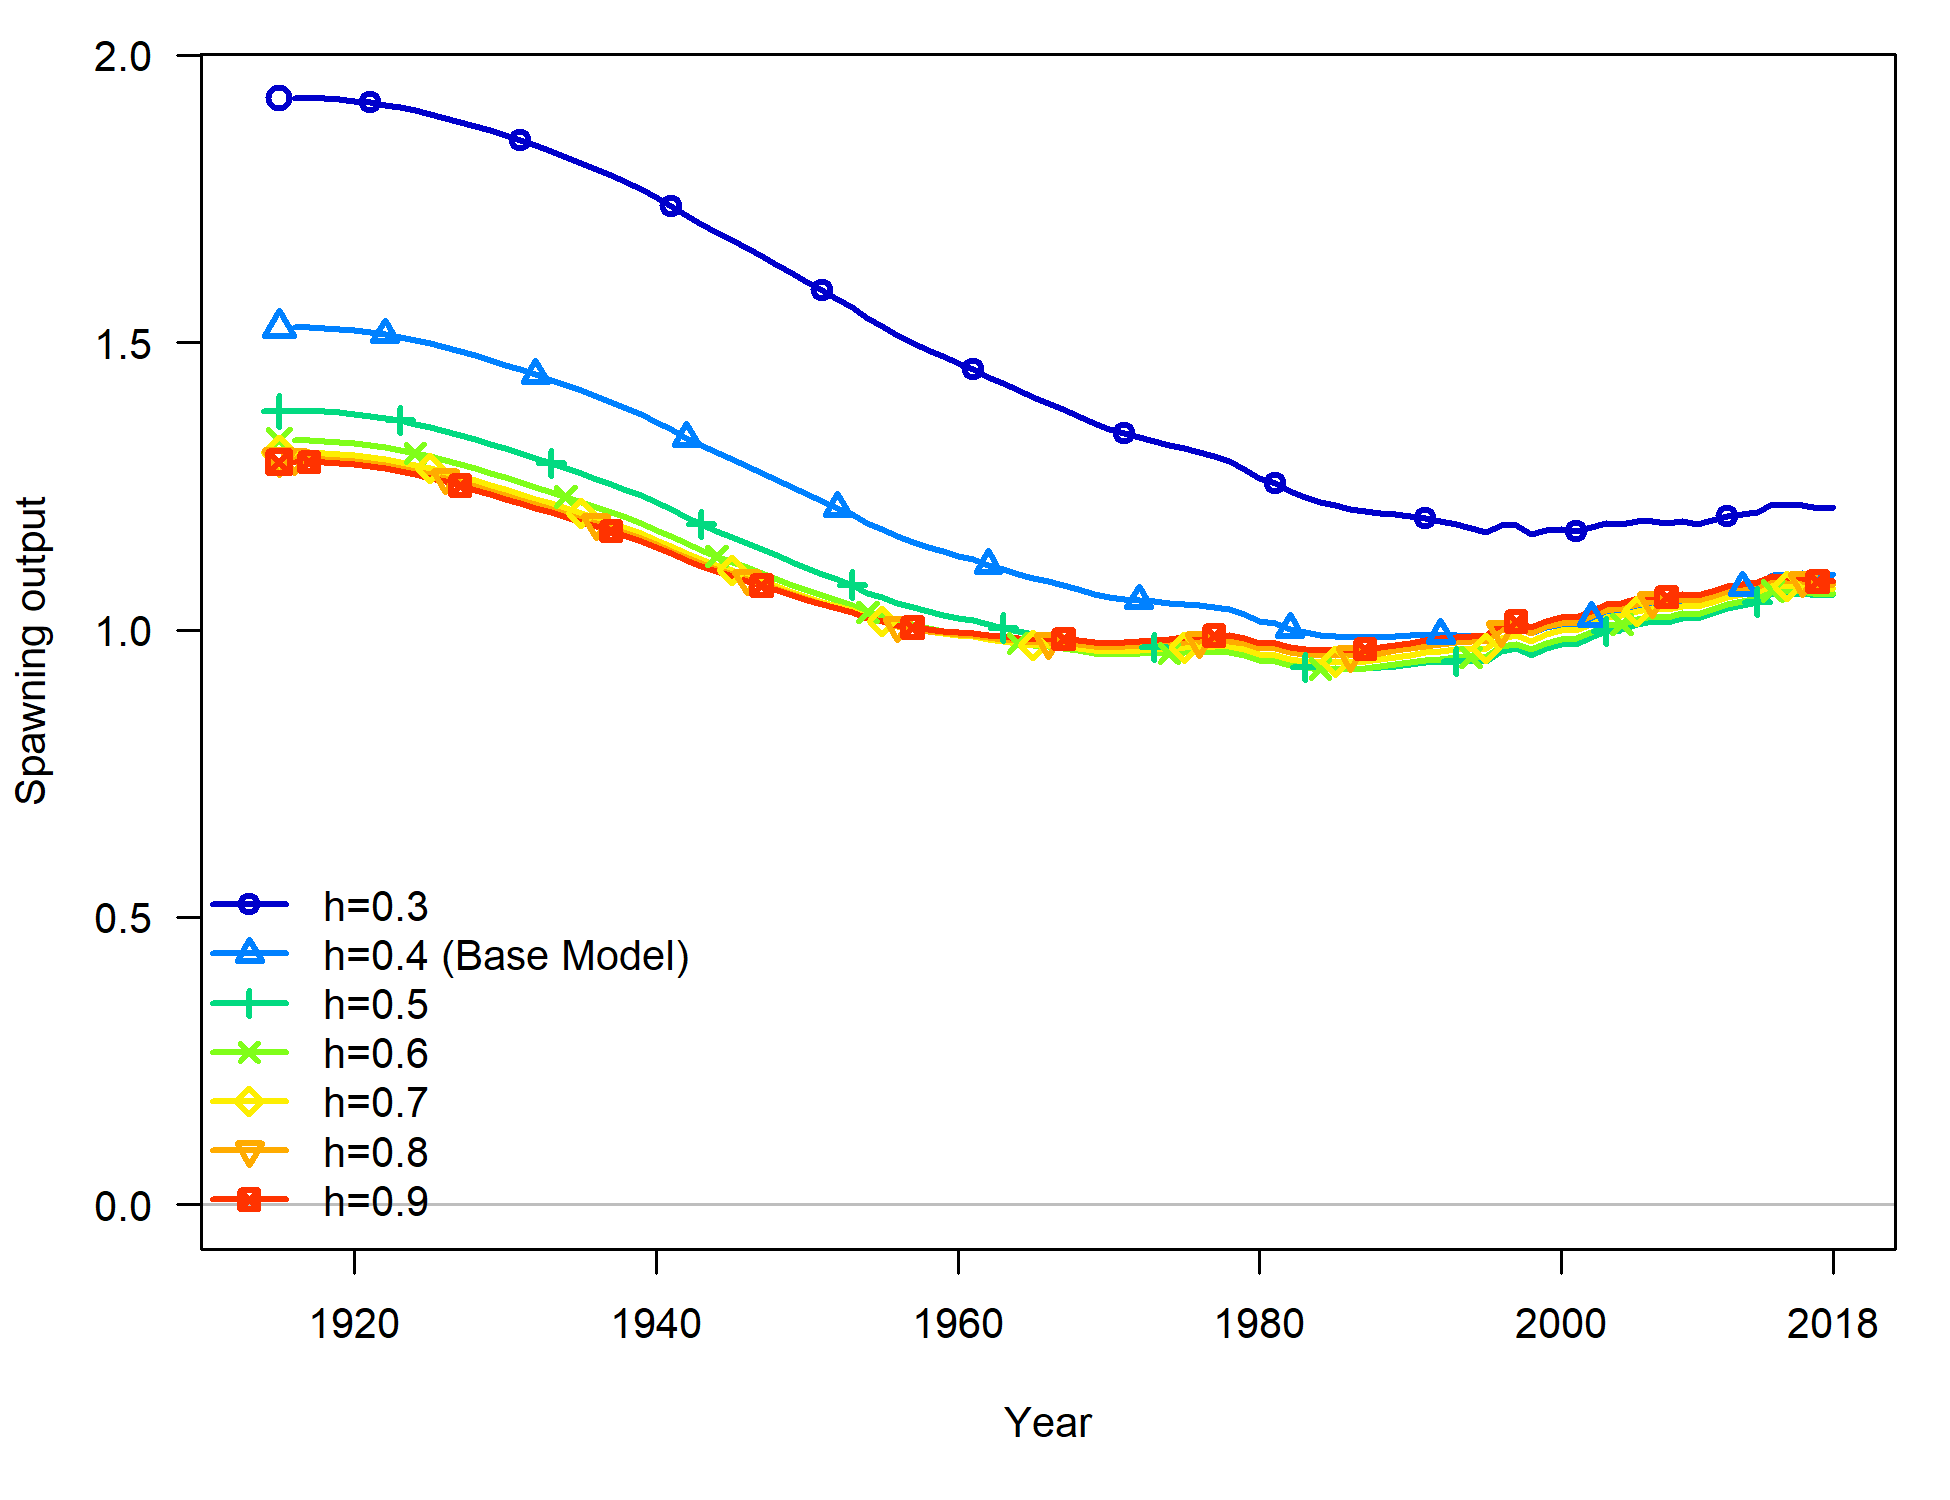 2.0
1.5
1.0
0.5
0.0
Spawning output
h=0.3
h=0.4 (Base Model)
h=0.5
h=0.6
h=0.7
h=0.8
h=0.9
1920 1940 1960 1980 2000 2018
Year